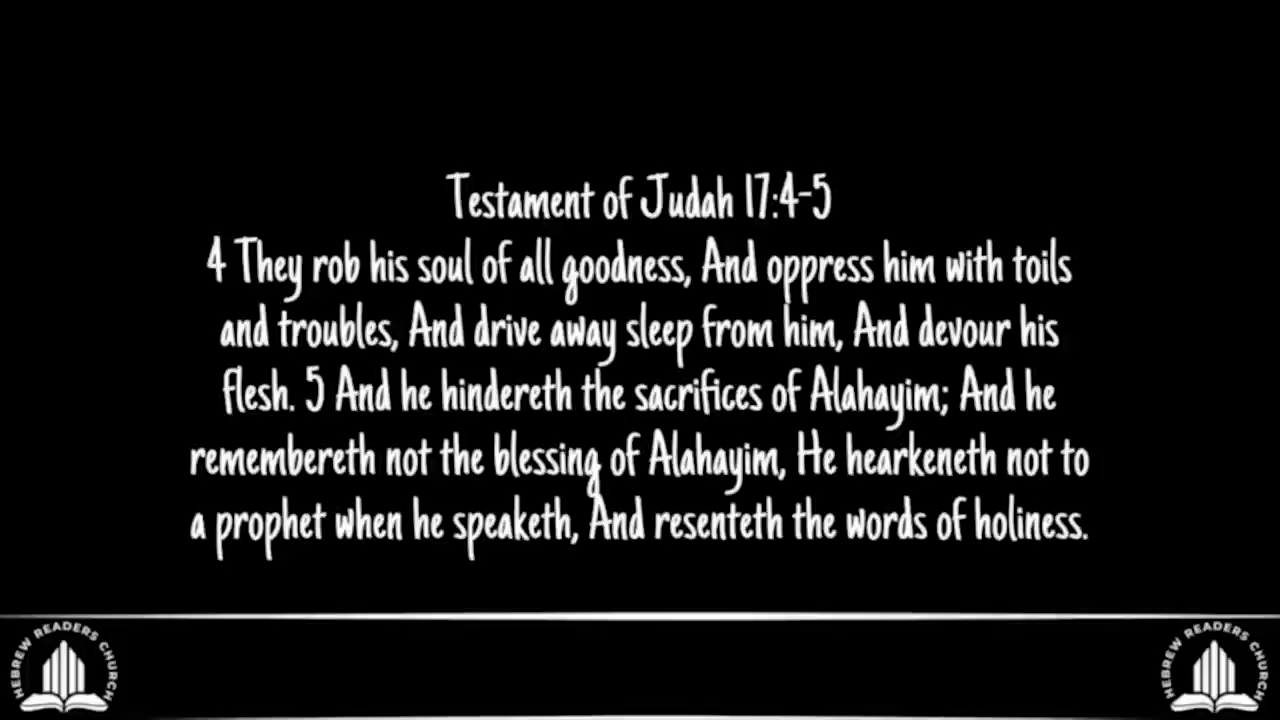 Testament of Judah 17:4-5
4 They rob his soul of all goodness, And oppress him with toils
and troubles, And drive away sleep from him, And devour his
flesh. 5 And he hindereth the sacrifices of Alahayim; And he
remembereth not the blessing of Alahayim, He hearkeneth not to
a prophet when he speaketh, And resenteth the words of holiness.
HEBREW READERS CHURCH
HEBREW READERS CHURCH